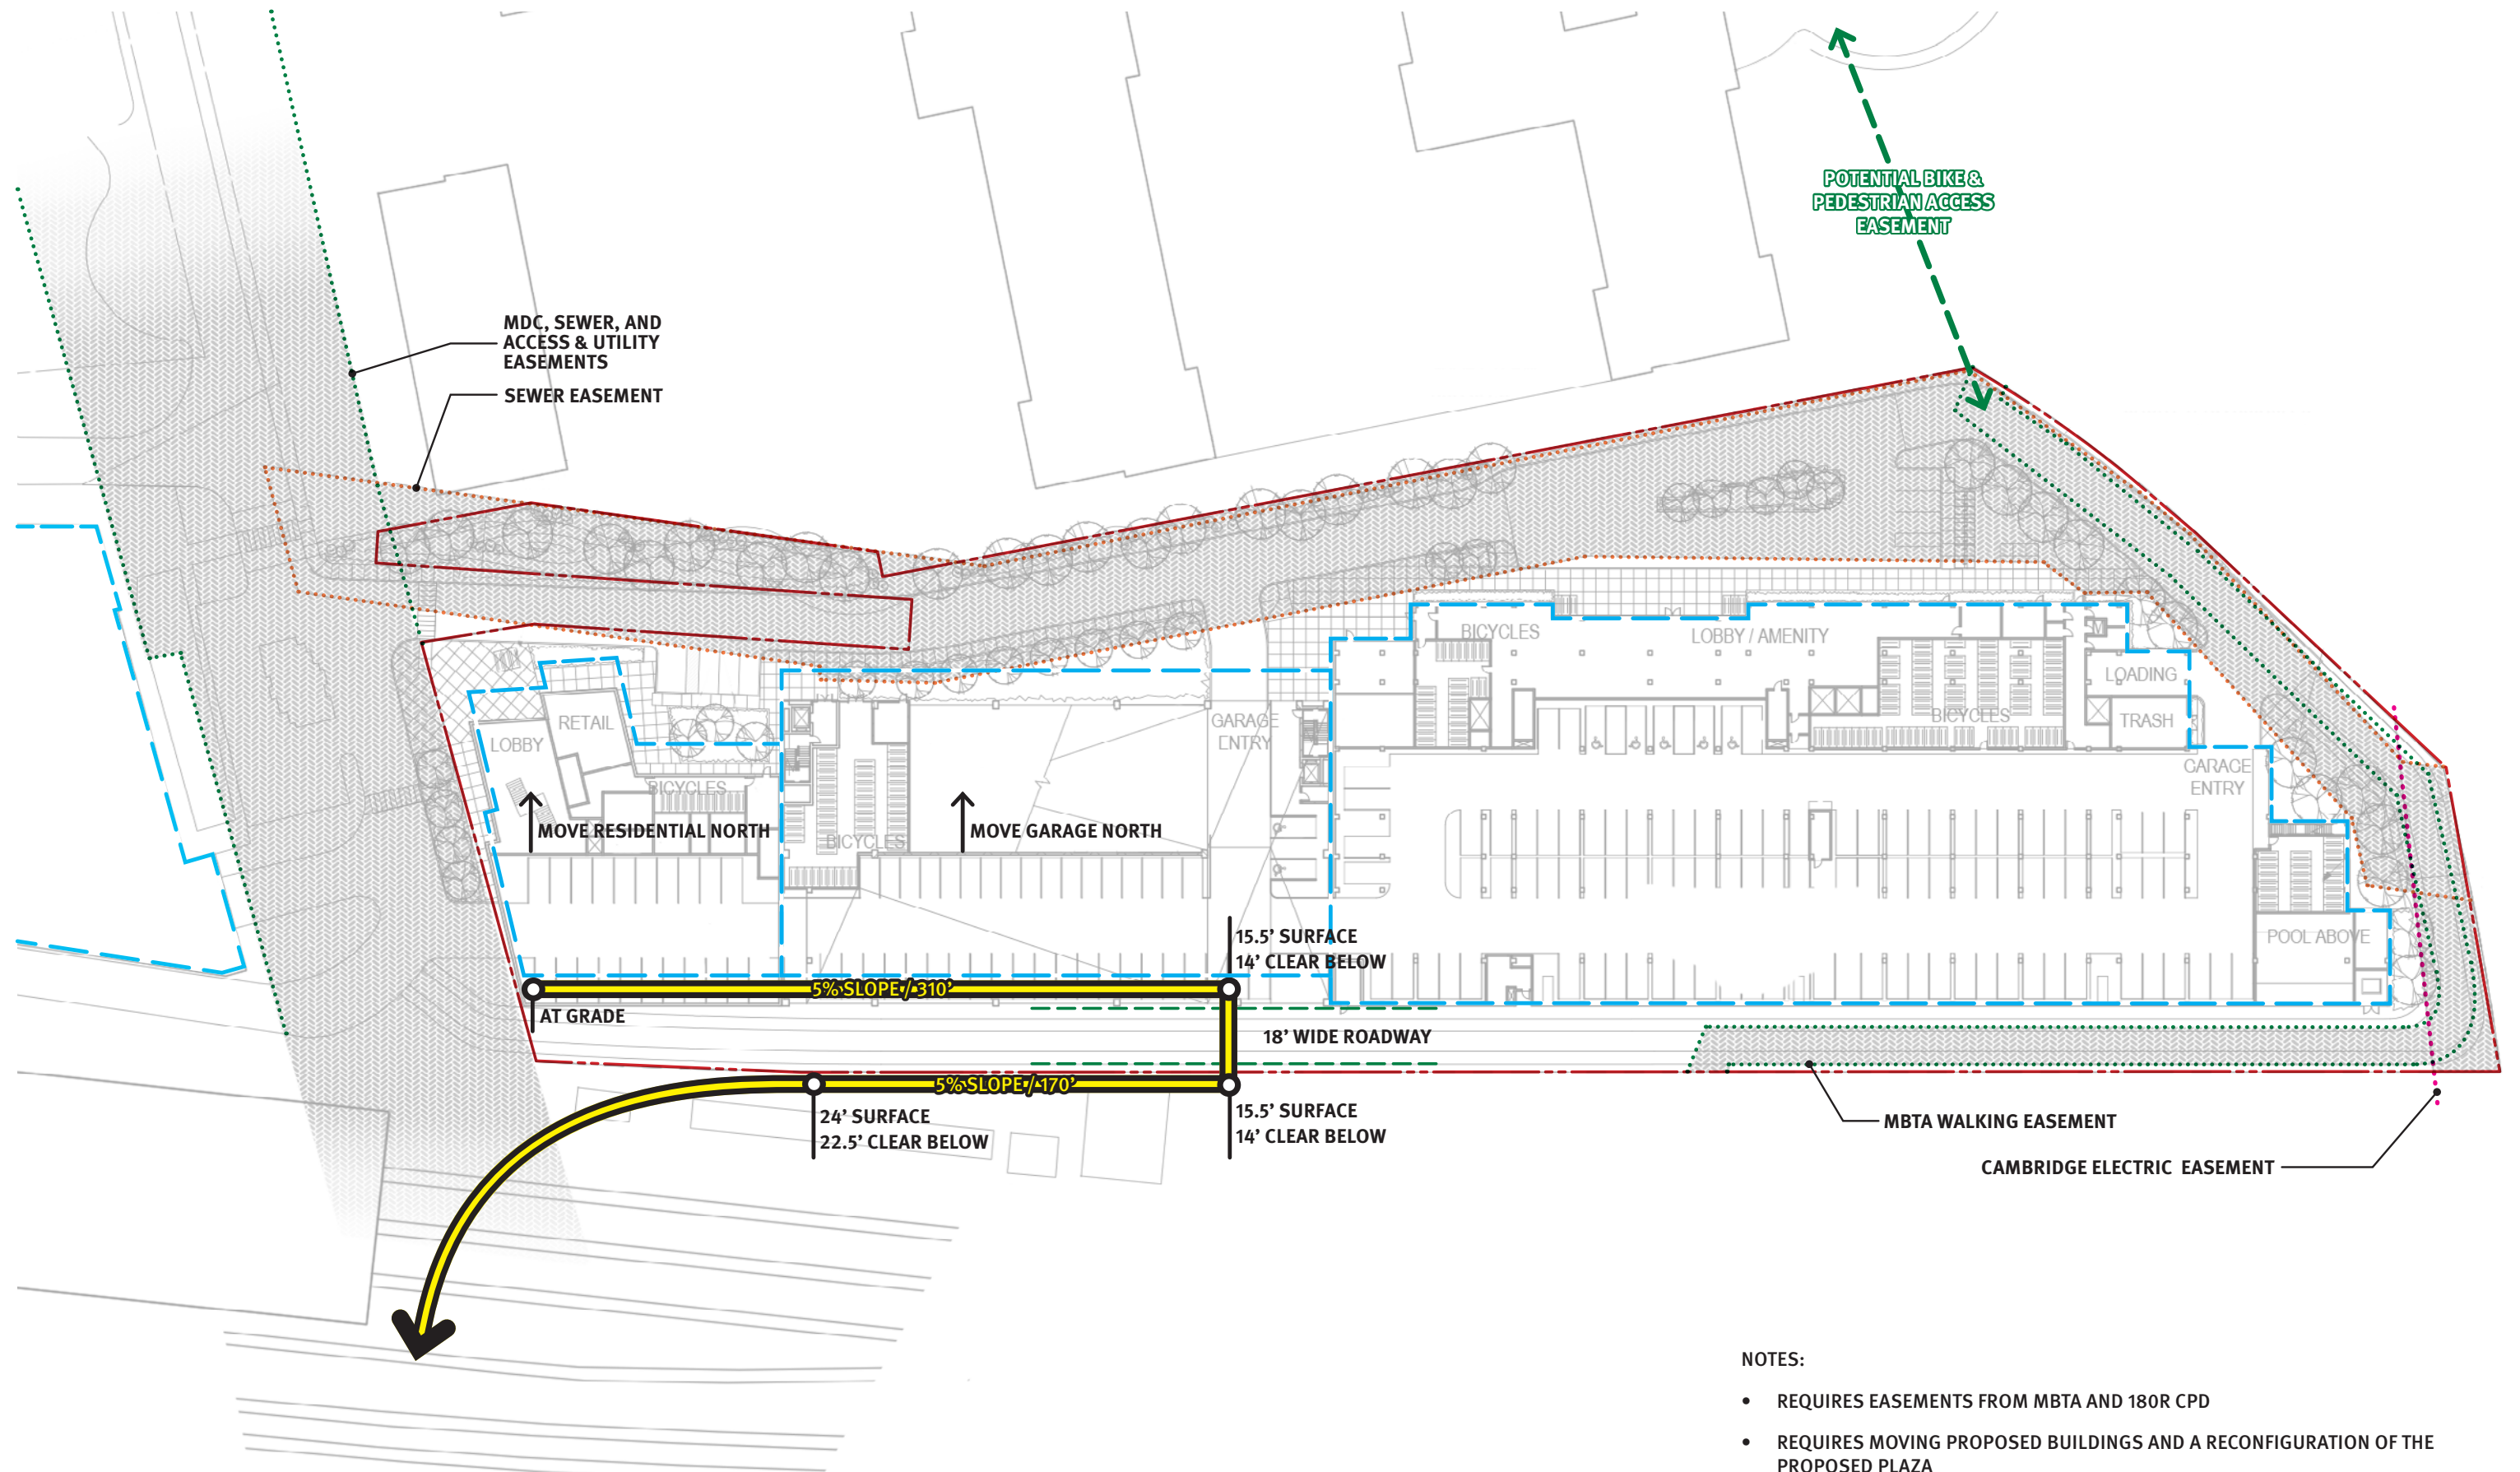 POTENTIAL BIKE &
PEDESTRIAN ACCESS
EASEMENT
MDC, SEWER, AND
ACCESS & UTILITY
EASEMENTS
SEWER EASEMENT
BICYCLES
LOBBY / AMENITY
LOADING
TRASH
BICYCLES
RETAIL
LOBBY
GARAGE
ENTRY
GARAGE
ENTRY
BICYCLES
MOVE RESIDENTIAL NORTH
BICYCLES
MOVE GARAGE NORTH
POOL ABOVE
15.5’ SURFACE
14’ CLEAR BELOW
5% SLOPE / 310’
AT GRADE
18’ WIDE ROADWAY
5% SLOPE / 170’
24’ SURFACE
22.5’ CLEAR BELOW
15.5’ SURFACE
14’ CLEAR BELOW
MBTA WALKING EASEMENT
CAMBRIDGE ELECTRIC EASEMENT
NOTES:
• REQUIRES EASEMENTS FROM MBTA AND 180R CPD
• REQUIRES MOVING PROPOSED BUILDINGS AND A RECONFIGURATION OF THE
PROPOSED PLAZA